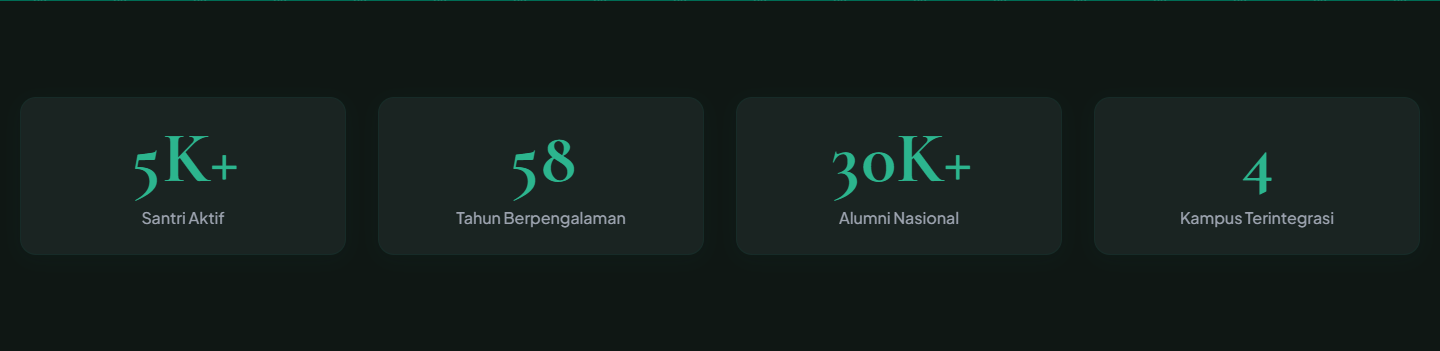 5K+
Santri Aktif
58
Tahun Berpengalaman
30K+
Alumni Nasional
4
Kampus Terintegrasi